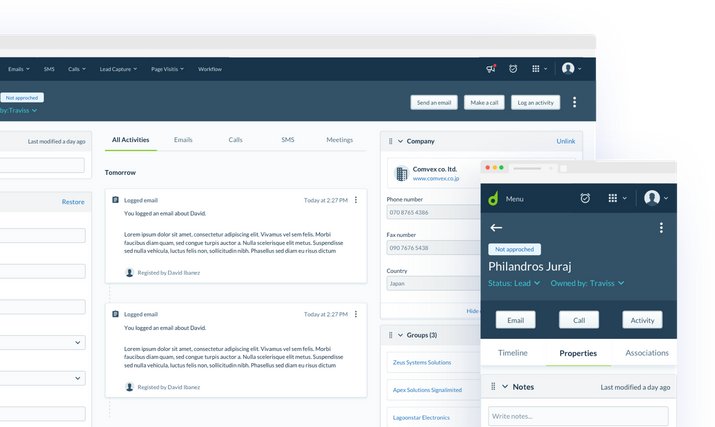 Emails
SMS
Calls
Lead Capture
Page Visitis
Workflow
Not approched
by:Traviss
Send an email
Make a call
Log an activity
Last modified a day ago
Restore
All Activities
Emails
Calls
SMS
Meetings
Tomorrow
Logged email
Today at 2:27 PM
You logged an email about David.
Lorem ipsum dolor sit amet, consectetur adipiscing elit. Vivamus vel sem felis. Morbi
faucibus diam quam, sed congue turpis auctor a. Nulla scelerisque elit metus. Suspendisse
sed nulla vehicula, luctus felis non, sollicitudin nibh. Phasellus sed diam eu risus dictum
Registed by David Ibanez
Logged email
Today at 2:27 PM
You logged an email about David.
Lorem ipsum dolor sit amet, consectetur adipiscing elit. Vivamus vel sem felis. Morbi
faucibus diam quam, sed congue turpis auctor a. Nulla scelerisque elit metus. Suspendisse
sed nulla vehicula, luctus felis non, sollicitudin nibh. Phasellus sed diam eu risus dictum
Registed by David Ibanez
Company
Unlink
Comvex co. ltd.
www.comvex.co.jp
Phone number
070 8765 4386
Fax number
090 7676 5438
Country
Japan
Hide
Groups (3)
Zeus Systems Solutions
Apex Solutions Signalimited
Lagoonstar Electronics
Menu
Not approched
Philandros Juraj
Status: Lead
Owned by: Traviss
Email
Call
Activity
Timeline
Properties
Associations
Notes
Last modified a day ago
Write notes...